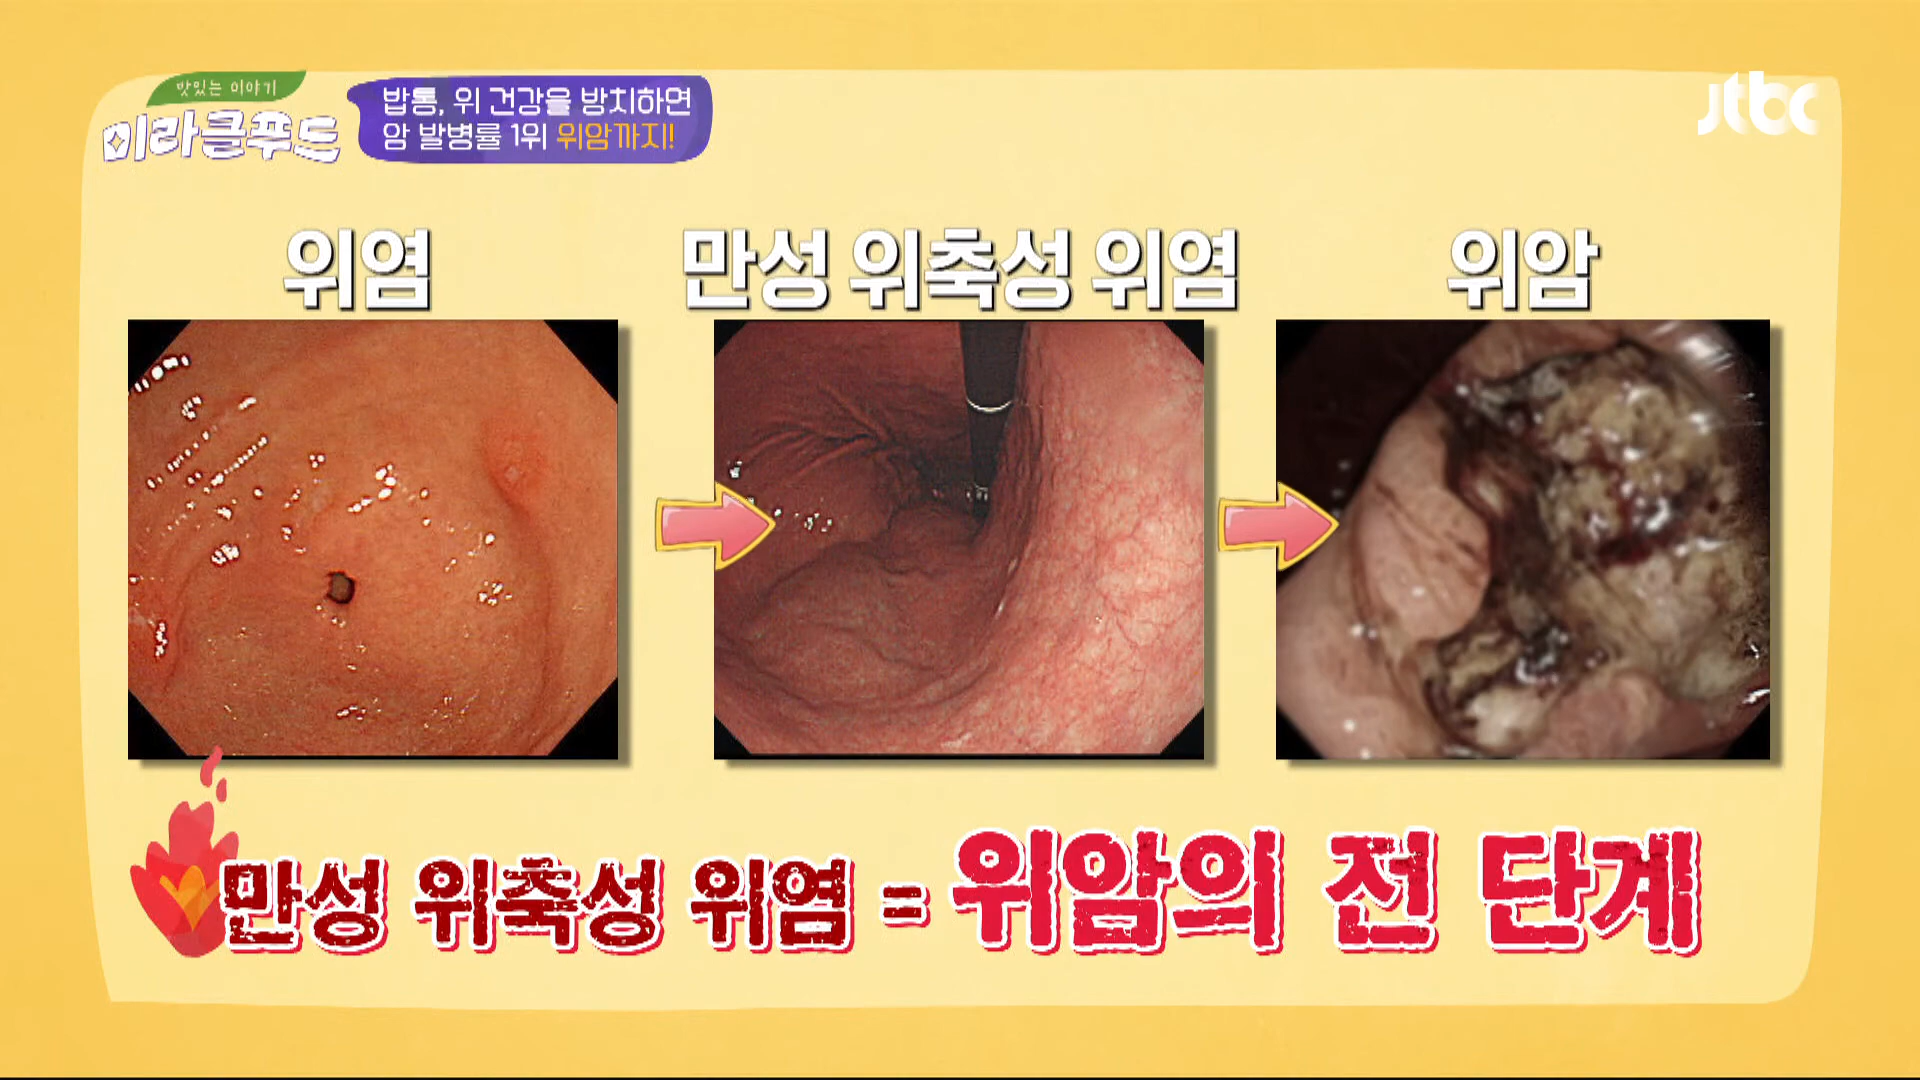 맛있는 이야기
미라클푸드
밥통, 위 건강을 방치하면
암 발병률 1위 위암까지!
jtbc
위염
만성 위축성 위염
위암
만성 위축성 위염 = 위암의 전 단계